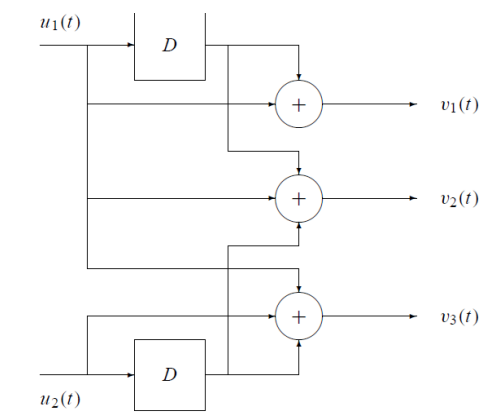 u1(t)
D
+
v1(t)
+
v2(t)
+
v3(t)
D
u2(t)